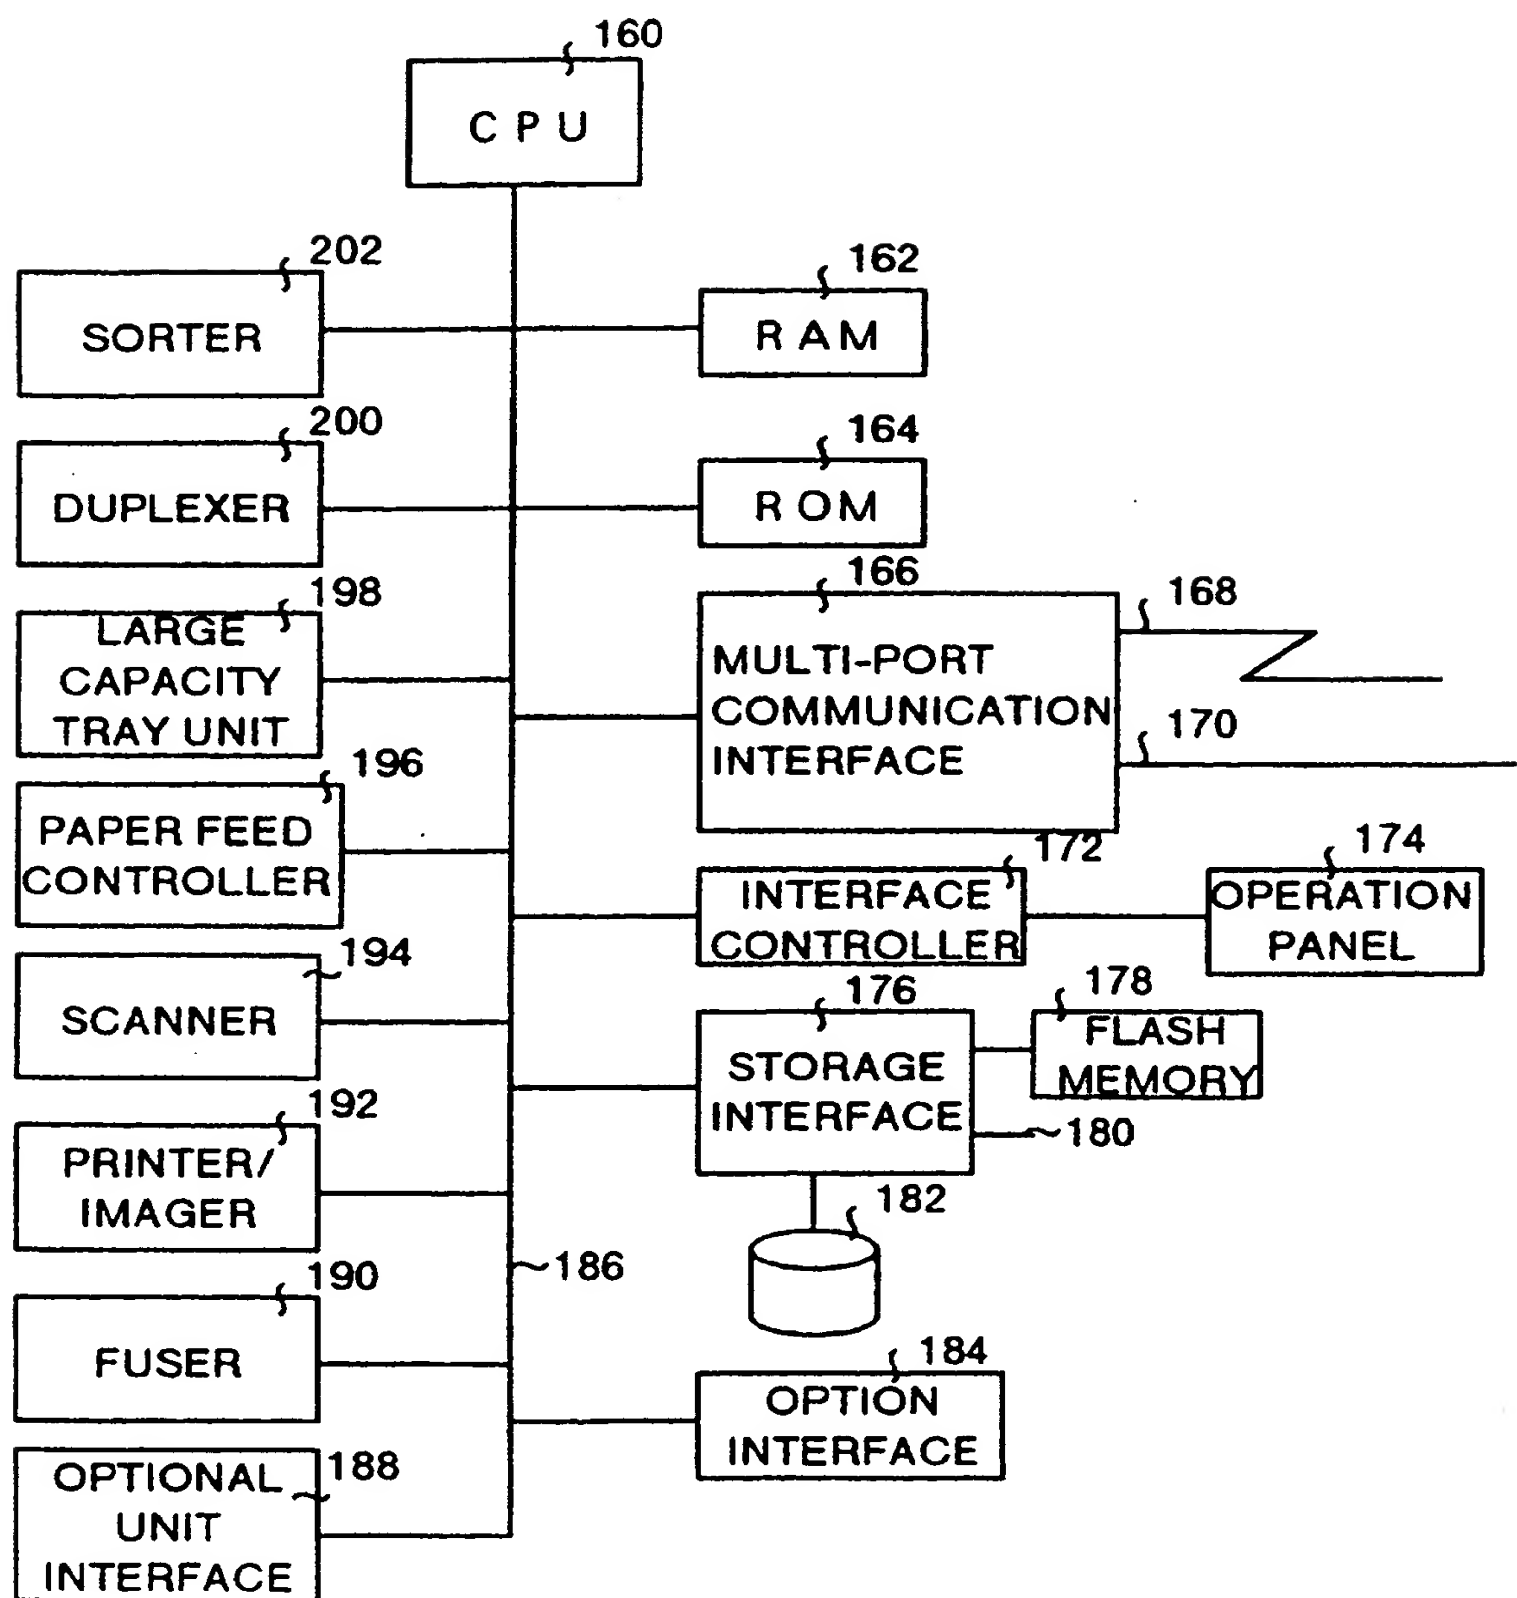 160
CPU
202
SORTER
162
RAM
200
DUPLEXER
164
ROM
198
LARGE
CAPACITY
TRAY UNIT
166
MULTI-PORT
COMMUNICATION
INTERFACE
168
170
196
PAPER FEED
CONTROLLER
172
INTERFACE
CONTROLLER
174
OPERATION
PANEL
194
SCANNER
176
STORAGE
INTERFACE
178
FLASH
MEMORY
180
192
PRINTER/
IMAGER
182
186
190
FUSER
184
OPTION
INTERFACE
188
OPTIONAL
UNIT
INTERFACE